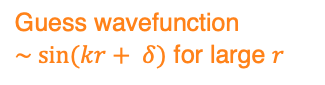 Guess wavefunction
~ sin(kr + δ) for large r